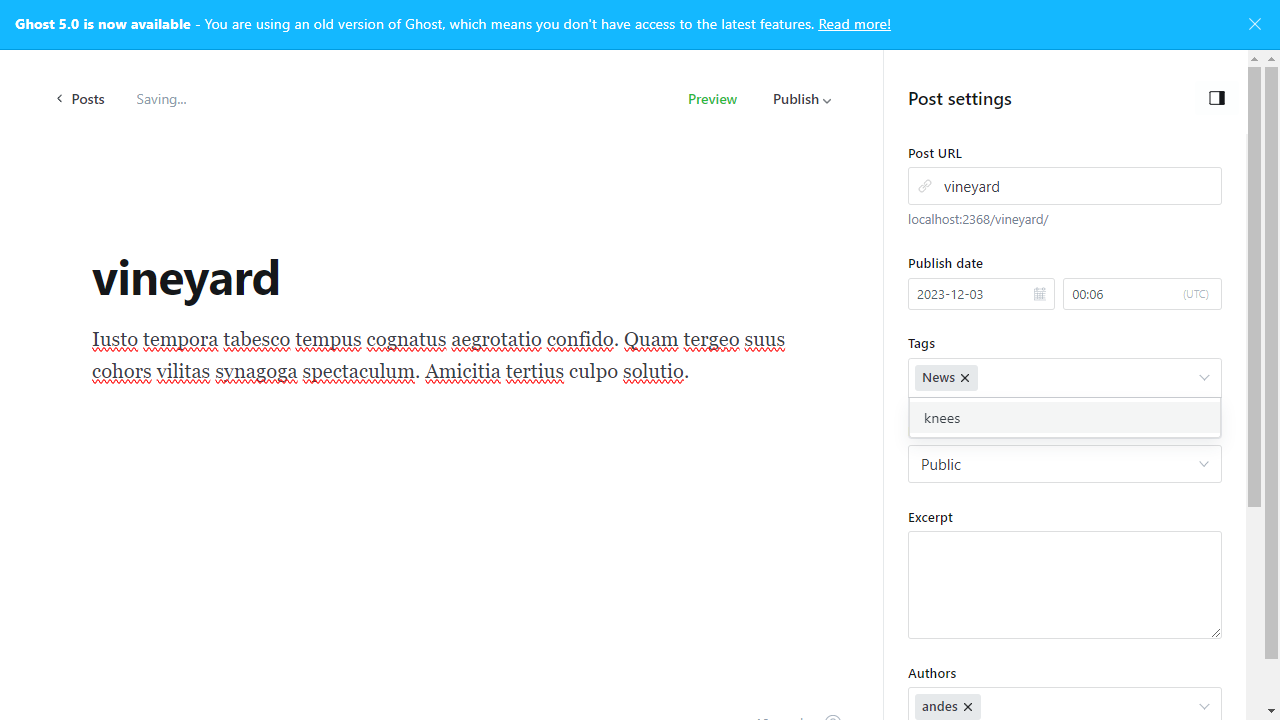 Ghost 5.0 is now available - You are using an old version of Ghost, which means you don't have access to the latest features. Read more!
Posts
Saving...
Preview
Publish
Post settings
vineyard
Iusto tempora tabesco tempus cognatus aegrotatio confido. Quam tergeo suus
cohors vilitas synagoga spectaculum. Amicitia tertius culpo solutio.
Post URL
vineyard
localhost:2368/vineyard/
Publish date
2023-12-03
00:06
(UTC)
Tags
News
knees
Public
Excerpt
Authors
andes